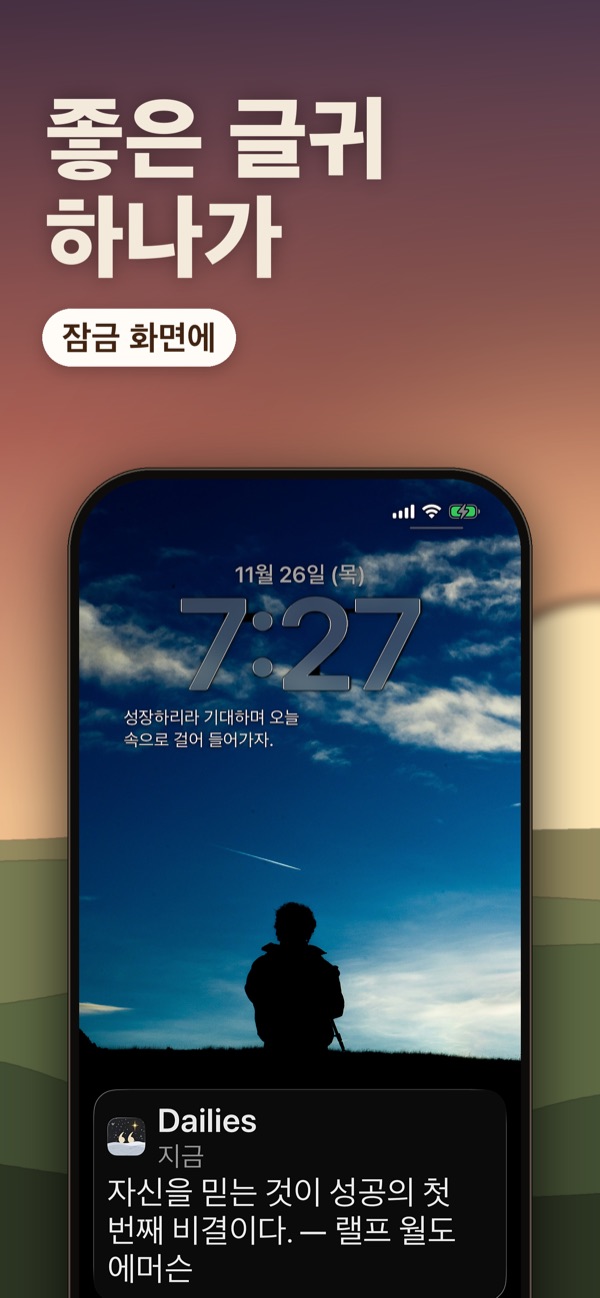 좋은 글귀
하나가
잠금 화면에
11월 26일 (목)
7:27
성장하리라 기대하며 오늘
속으로 걸어 들어가자.
Dailies
지금
자신을 믿는 것이 성공의 첫
번째 비결이다. — 랠프 월도
에머슨